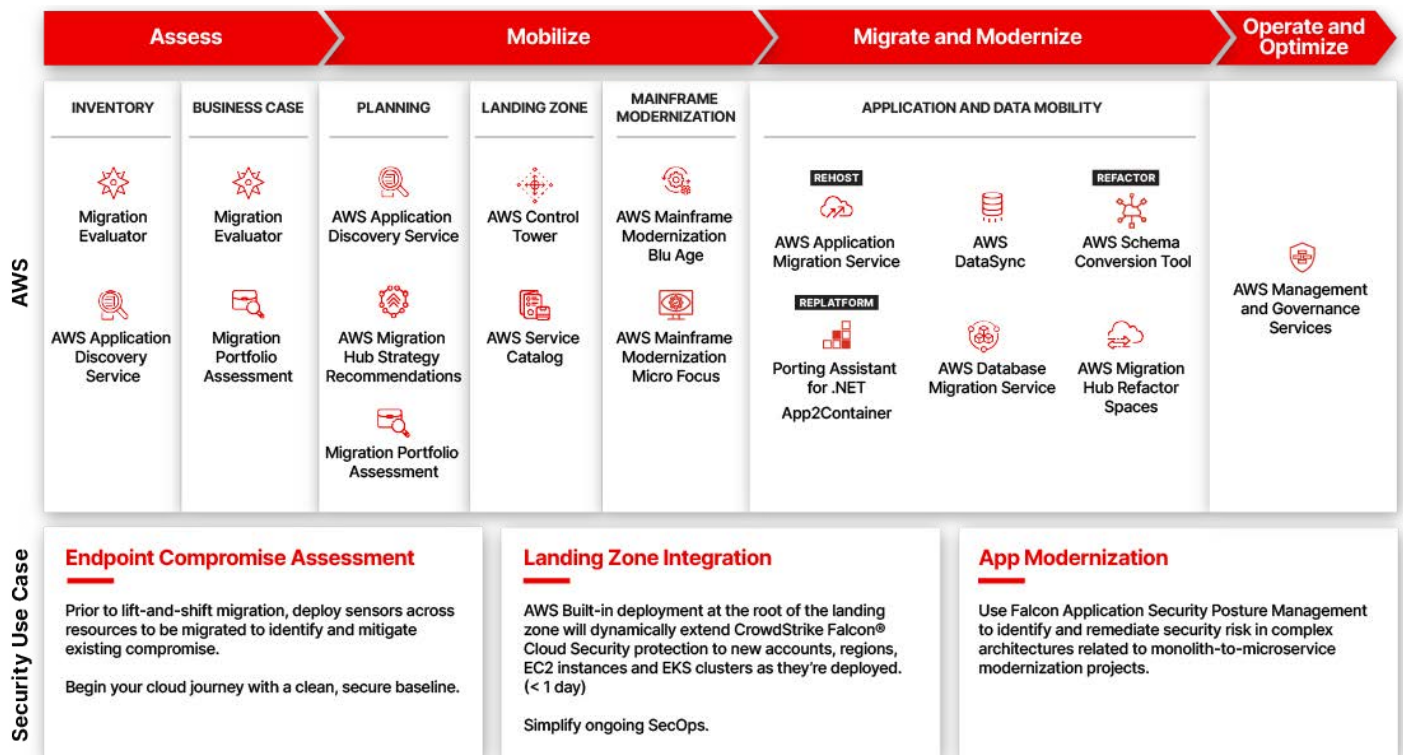 Assess
Mobilize
Migrate and Modernize
Operate and
Optimize
AWS
INVENTORY
Migration
Evaluator
AWS Application
Discovery
Service
BUSINESS CASE
Migration
Evaluator
Migration
Portfolio
Assessment
PLANNING
AWS Application
Discovery Service
AWS Migration
Hub Strategy
Recommendations
Migration Portfolio
Assessment
LANDING ZONE
AWS Control
Tower
AWS Service
Catalog
MAINFRAME
MODERNIZATION
AWS Mainframe
Modernization
Blu Age
AWS Mainframe
Modernization
Micro Focus
APPLICATION AND DATA MOBILITY
REHOST
AWS Application
Migration Service
AWS
DataSync
REFACTOR
AWS Schema
Conversion Tool
REPLATFORM
Porting Assistant
for .NET
App2Container
AWS Database
Migration Service
AWS Migration
Hub Refactor
Spaces
AWS Management
and Governance
Services
Security Use Case
Endpoint Compromise Assessment
Prior to lift-and-shift migration, deploy sensors across
resources to be migrated to identify and mitigate
existing compromise.
Begin your cloud journey with a clean, secure baseline.
Landing Zone Integration
AWS Built-in deployment at the root of the landing
zone will dynamically extend CrowdStrike Falcon®
Cloud Security protection to new accounts, regions,
EC2 instances and EKS clusters as they're deployed.
(< 1 day)
Simplify ongoing SecOps.
App Modernization
Use Falcon Application Security Posture Management
to identify and remediate security risk in complex
architectures related to monolith-to-microservice
modernization projects.